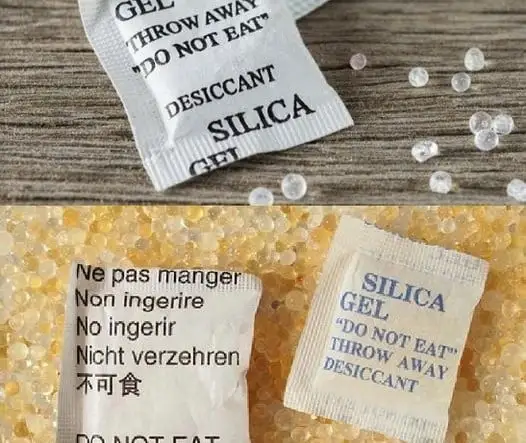 GEL
THROW AWAY
"DO NOT EAT"
DESICCANT
SILICA
GEL
Ne pas manger
Non ingerire
No ingerir
Nicht verzehren
不可食
DO NOT EAT
SILICA
GEL
"DO NOT EAT"
THROW AWAY
DESICCANT